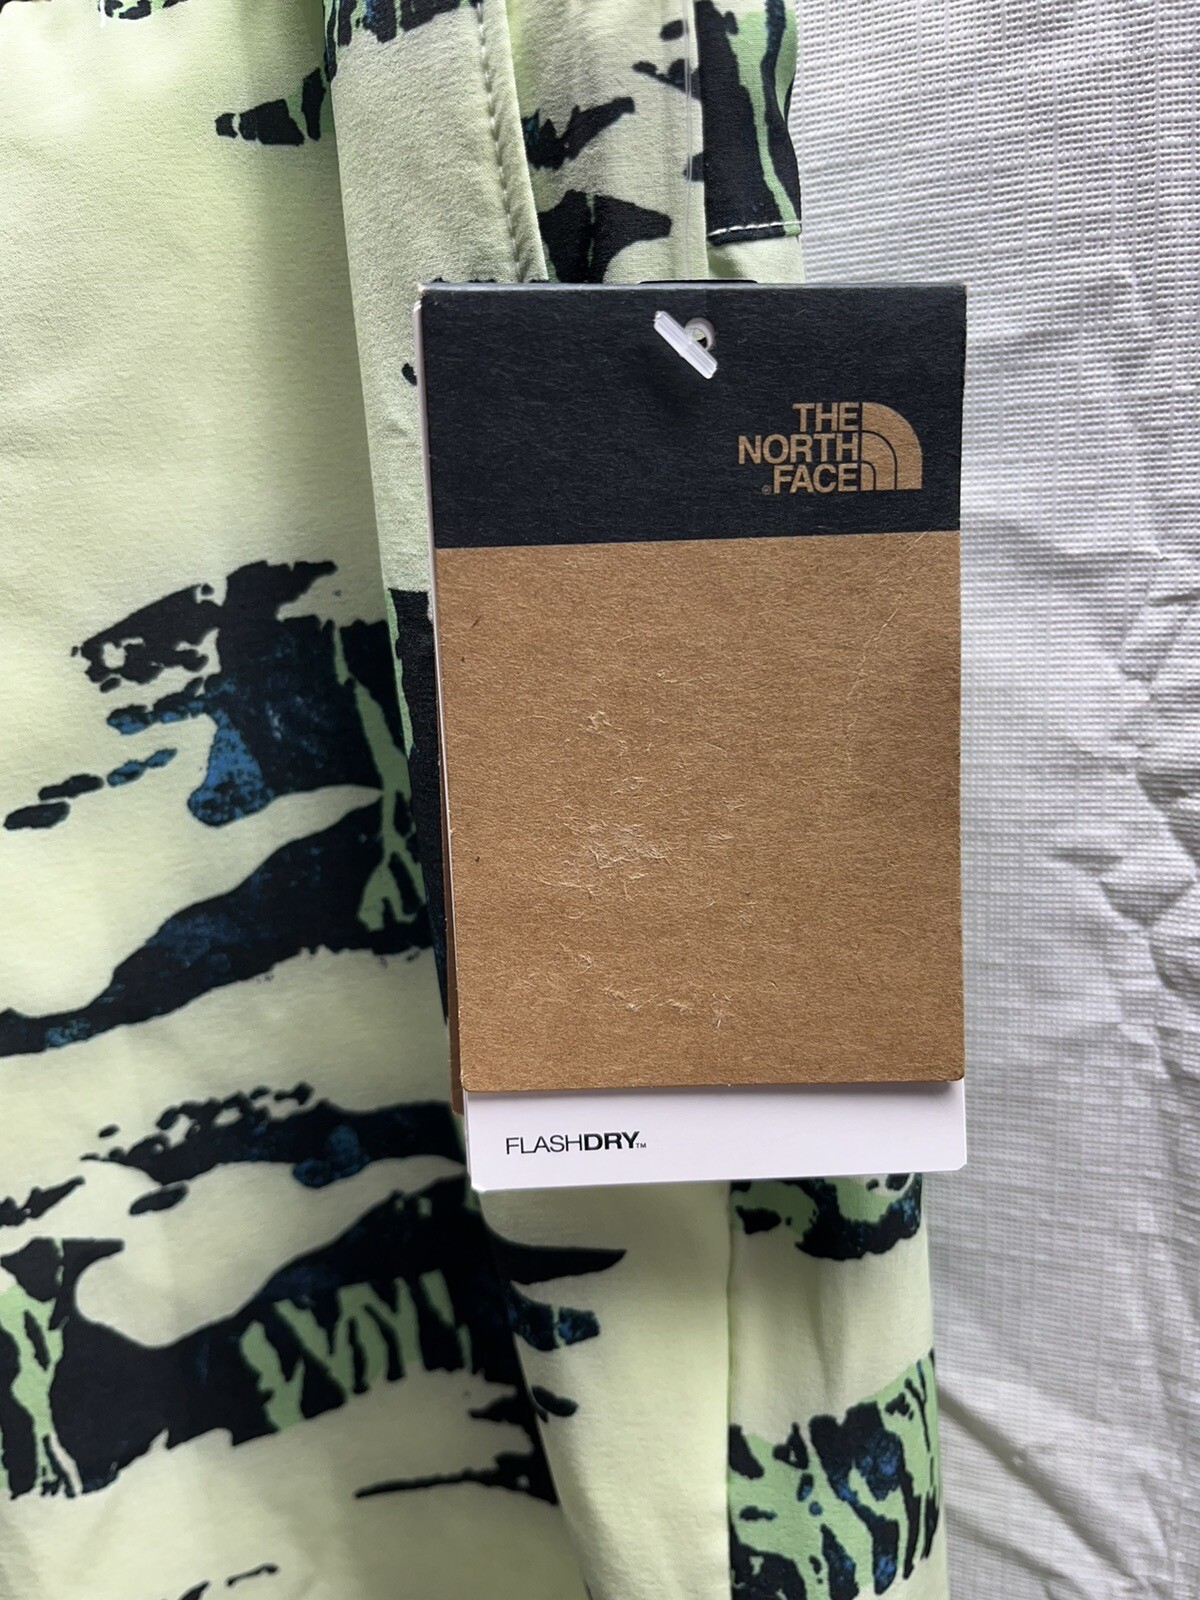 THE
NORTH
®FACE
FLASHDRY™